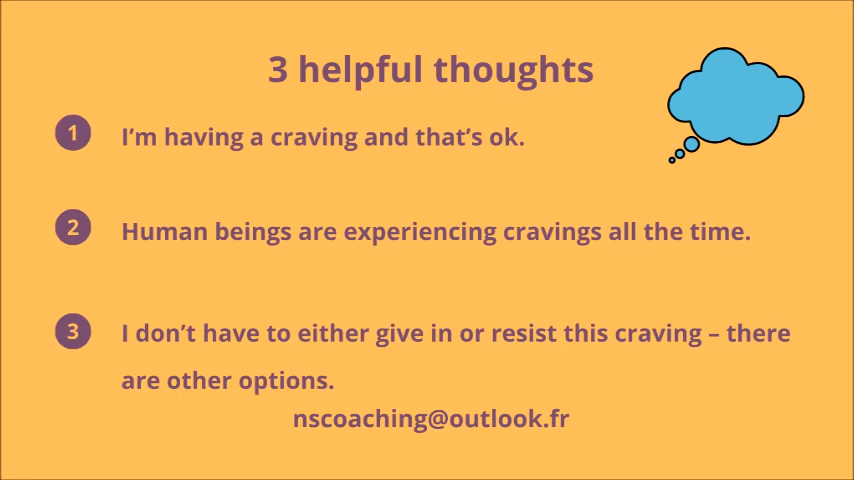 3 helpful thoughts
1 I’m having a craving and that’s ok.
2 Human beings are experiencing cravings all the time.
3 I don’t have to either give in or resist this craving – there
are other options.
nscoaching@outlook.fr